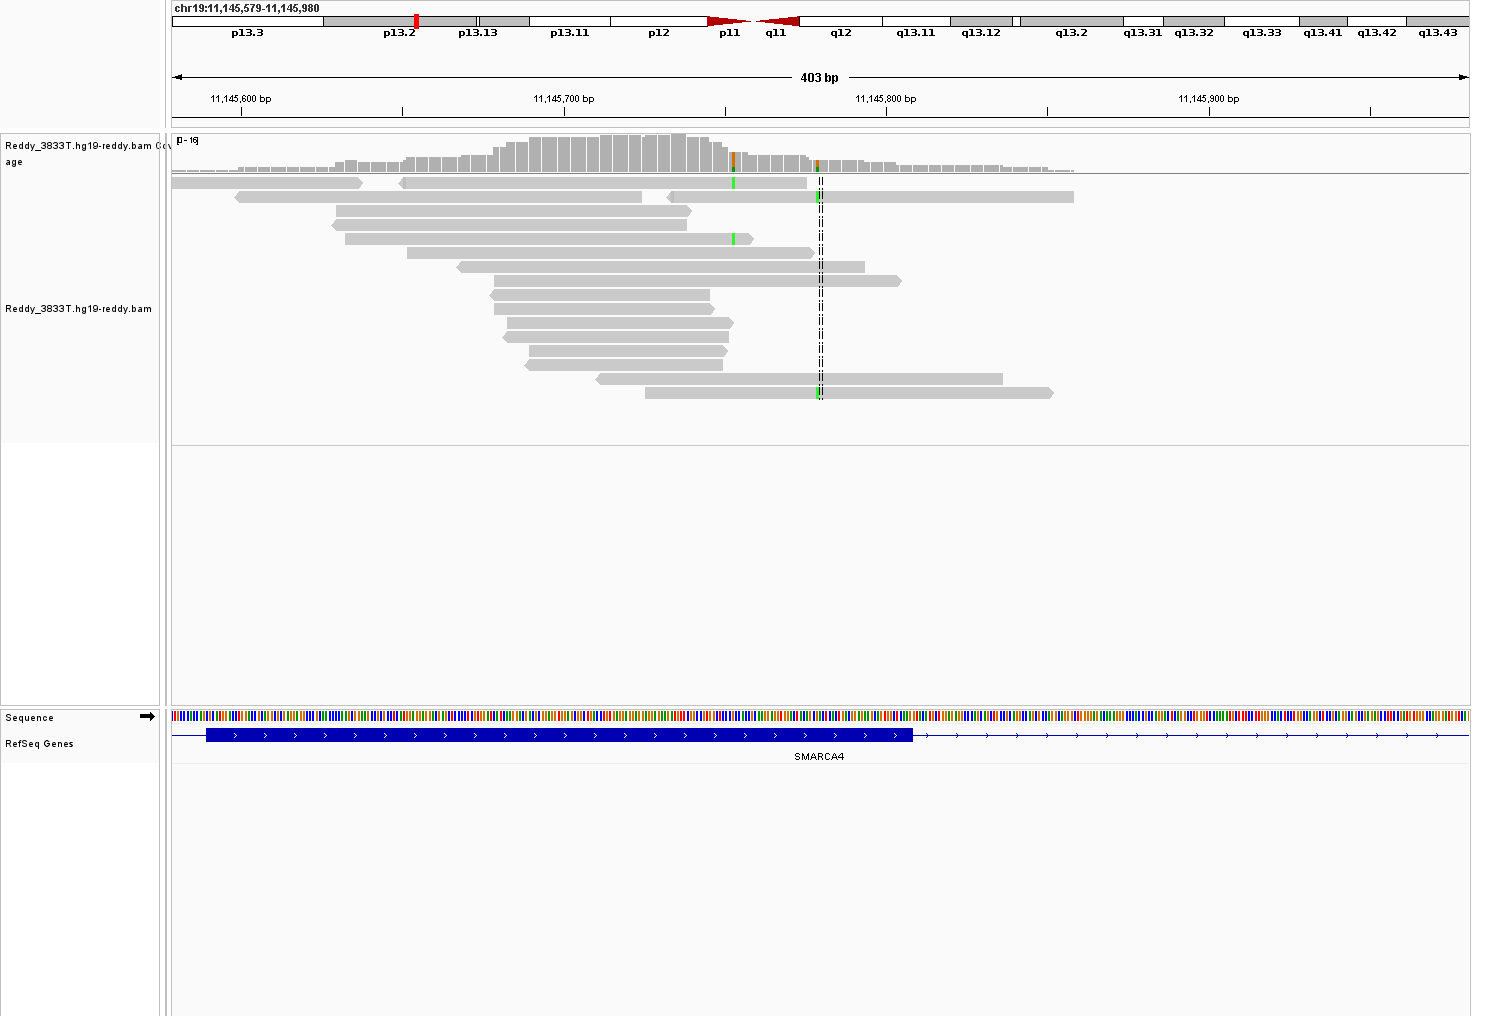 chr19:11,145,579-11,145,980
p13.3 p13.2 p13.13 p13.11 p12 p11 q11 q12 q13.11 q13.12 q13.2 q13.31 q13.32 q13.33 q13.41 q13.42 q13.43
403 bp
11,145,600 bp 11,145,700 bp 11,145,800 bp 11,145,900 bp
[0 - 16]
Reddy_3833T.hg19-reddy.bam Cov
age
Reddy_3833T.hg19-reddy.bam
Sequence
RefSeq Genes
SMARCA4